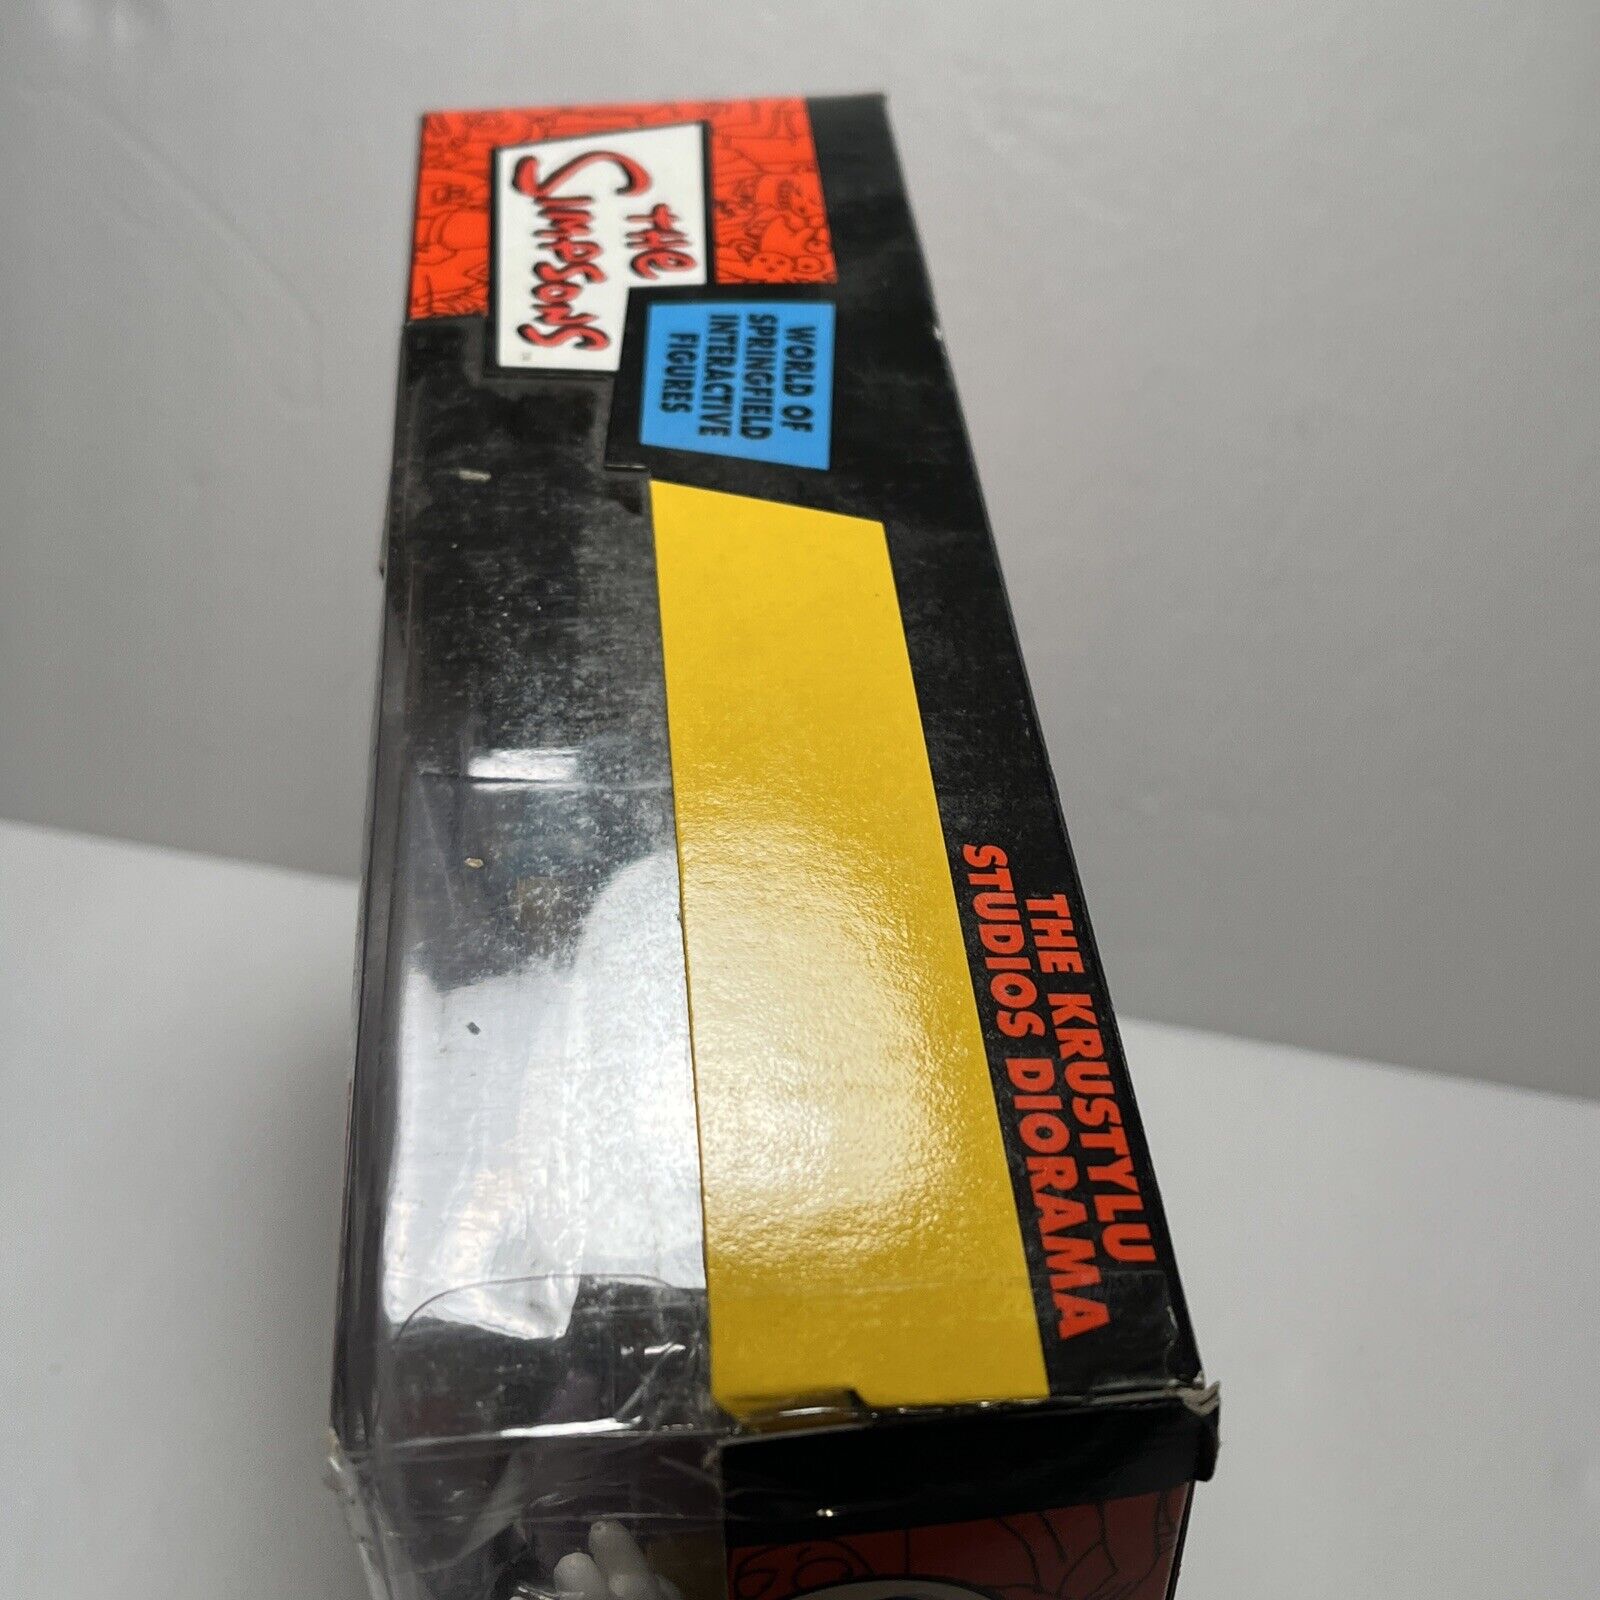 THE
SIMPSONS
WORLD OF
SPRINGFIELD
INTERACTIVE
FIGURES
THE KRUSTYLU
STUDIOS DIORAMA